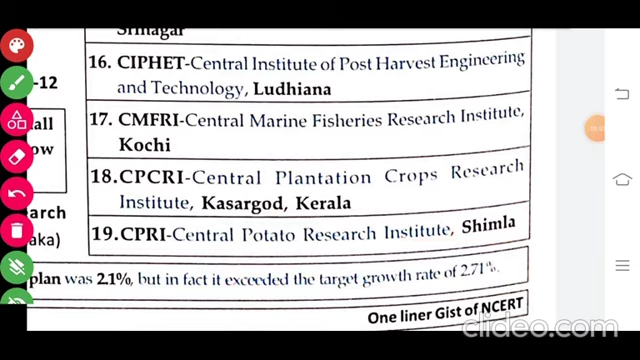 Srinagar
16. CIPHET-Central Institute of Post Harvest Engineering
and Technology, Ludhiana
17. CMFRI-Central Marine Fisheries Research Institute,
Kochi
18. CPCRI-Central Plantation Crops Research
Institute, Kasargod, Kerala
19. CPRI-Central Potato Research Institute, Shimla
-12
all
ow
arch
aka)
plan was 2.1%, but in fact it exceeded the target growth rate of 2.71%.
One liner Gist of NCERT
clideo.com